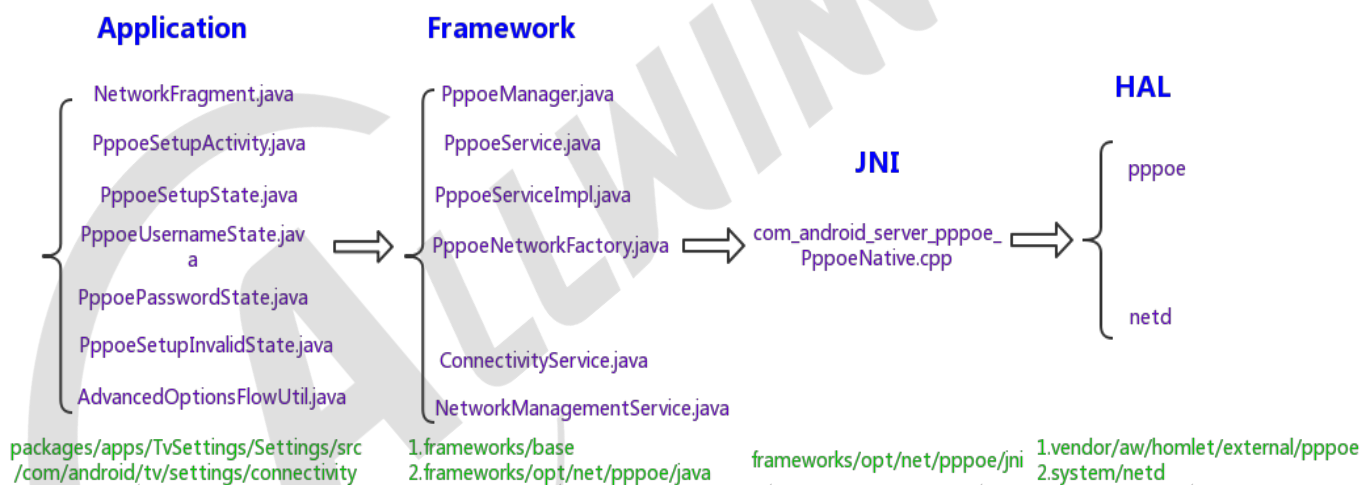 Application
NetworkFragment.java
PppoeSetupActivity.java
PppoeSetupState.java
PppoeUsernameState.jav
a
PppoePasswordState.java
PppoeSetupInvalidState.java
AdvancedOptionsFlowUtil.java
packages/apps/TvSettings/Settings/src
/com/android/tv/settings/connectivity
Framework
PppoeManager.java
PppoeService.java
PppoeServiceImpl.java
PppoeNetworkFactory.java
ConnectivityService.java
NetworkManagementService.java
1.frameworks/base
2.frameworks/opt/net/pppoe/java
JNI
com_android_server_pppoe_
PppoeNative.cpp
frameworks/opt/net/pppoe/jni
HAL
pppoe
netd
1.vendor/aw/homlet/external/pppoe
2.system/netd
ALLWIN